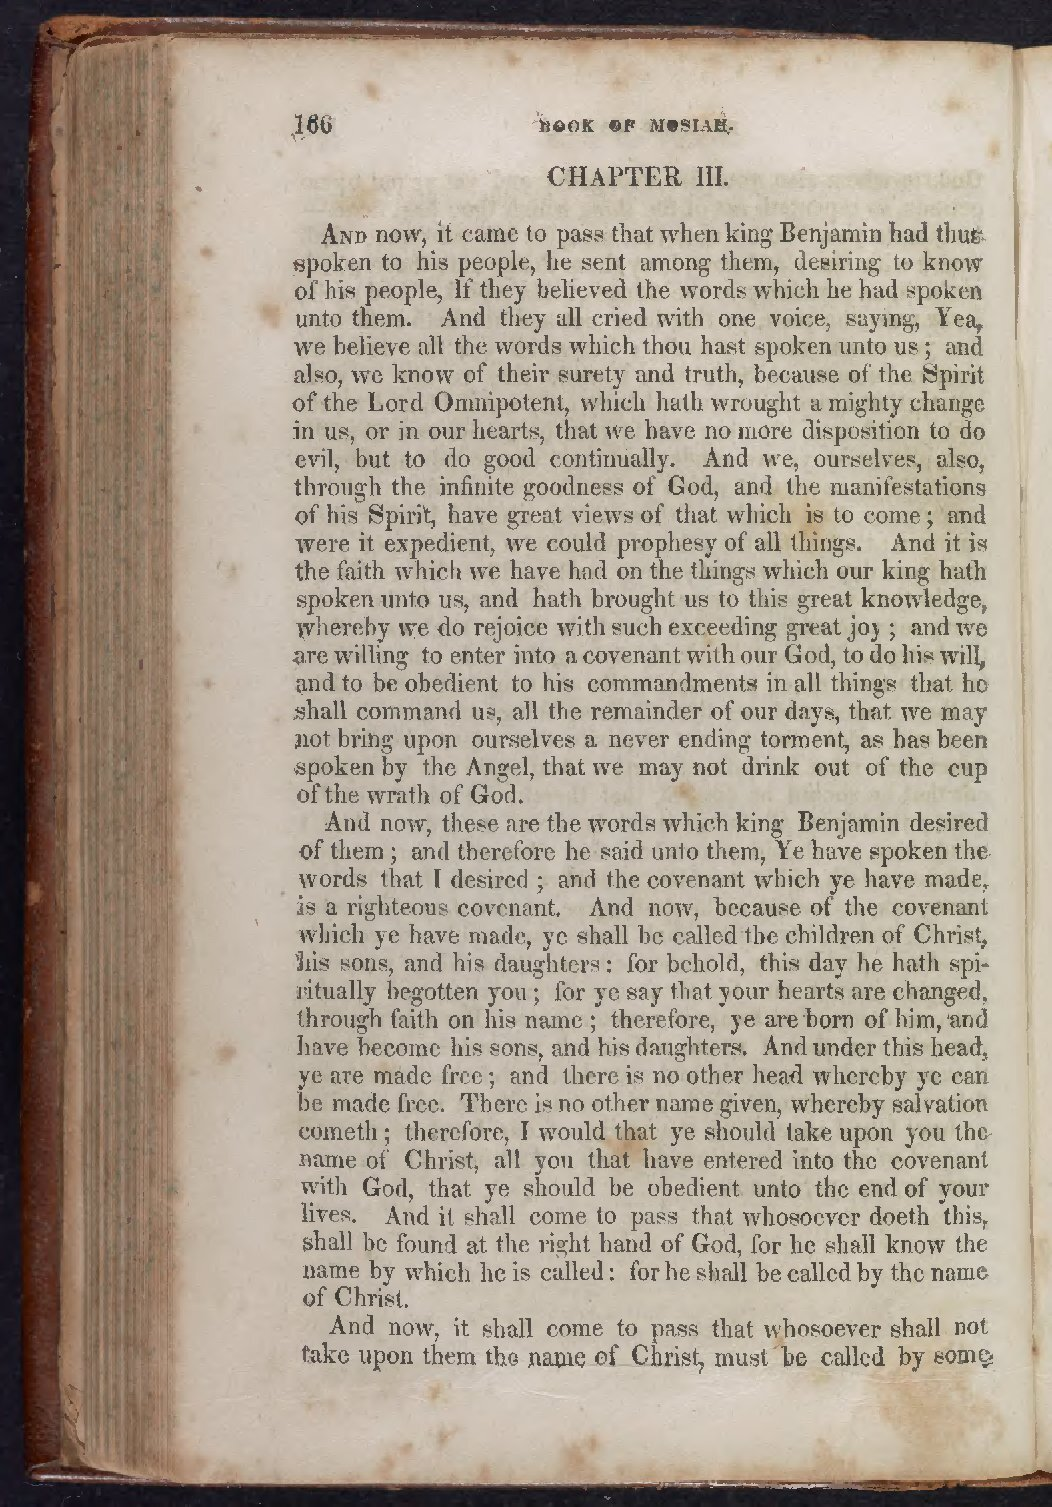 166 BOOK OF MOSIAH.
CHAPTER III.
AND now, it came to pass that when king Benjamin had thus
spoken to his people, he sent among them, desiring to know
of his people, If they believed the words which he had spoken
unto them. And they all cried with one voice, saying, Yea,
we believe all the words which thou hast spoken unto us; and
also, we know of their surety and truth, because of the Spirit
of the Lord Omnipotent, which hath wrought a mighty change
in us, or in our hearts, that we have no more disposition to do
evil, but to do good continually. And we, ourselves, also,
through the infinite goodness of God, and the manifestations
of his Spirit, have great views of that which is to come; and
were it expedient, we could prophesy of all things. And it is
the faith which we have had on the things which our king hath
spoken unto us, and hath brought us to this great knowledge,
whereby we do rejoice with such exceeding great joy; and we
are willing to enter into a covenant with our God, to do his will,
and to be obedient to his commandments in all things that he
shall command us, all the remainder of our days, that we may
not bring upon ourselves a never ending torment, as has been
spoken by the Angel, that we may not drink out of the cup
of the wrath of God.
And now, these are the words which king Benjamin desired
of them; and therefore he said unto them, Ye have spoken the
words that I desired; and the covenant which ye have made,
is a righteous covenant. And now, because of the covenant
which ye have made, ye shall be called the children of Christ,
his sons, and his daughters: for behold, this day he hath spi-
ritually begotten you; for ye say that your hearts are changed,
through faith on his name; therefore, ye are born of him, and
have become his sons, and his daughters. And under this head,
ye are made free; and there is no other head whereby ye can
be made free. There is no other name given, whereby salvation
cometh; therefore, I would that ye should take upon you the
name of Christ, all you that have entered into the covenant
with God, that ye should be obedient unto the end of your
lives. And it shall come to pass that whosoever doeth this,
shall be found at the right hand of God, for he shall know the
name by which he is called: for he shall be called by the name
of Christ.
And now, it shall come to pass that whosoever shall not
take upon them the name of Christ, must be called by some